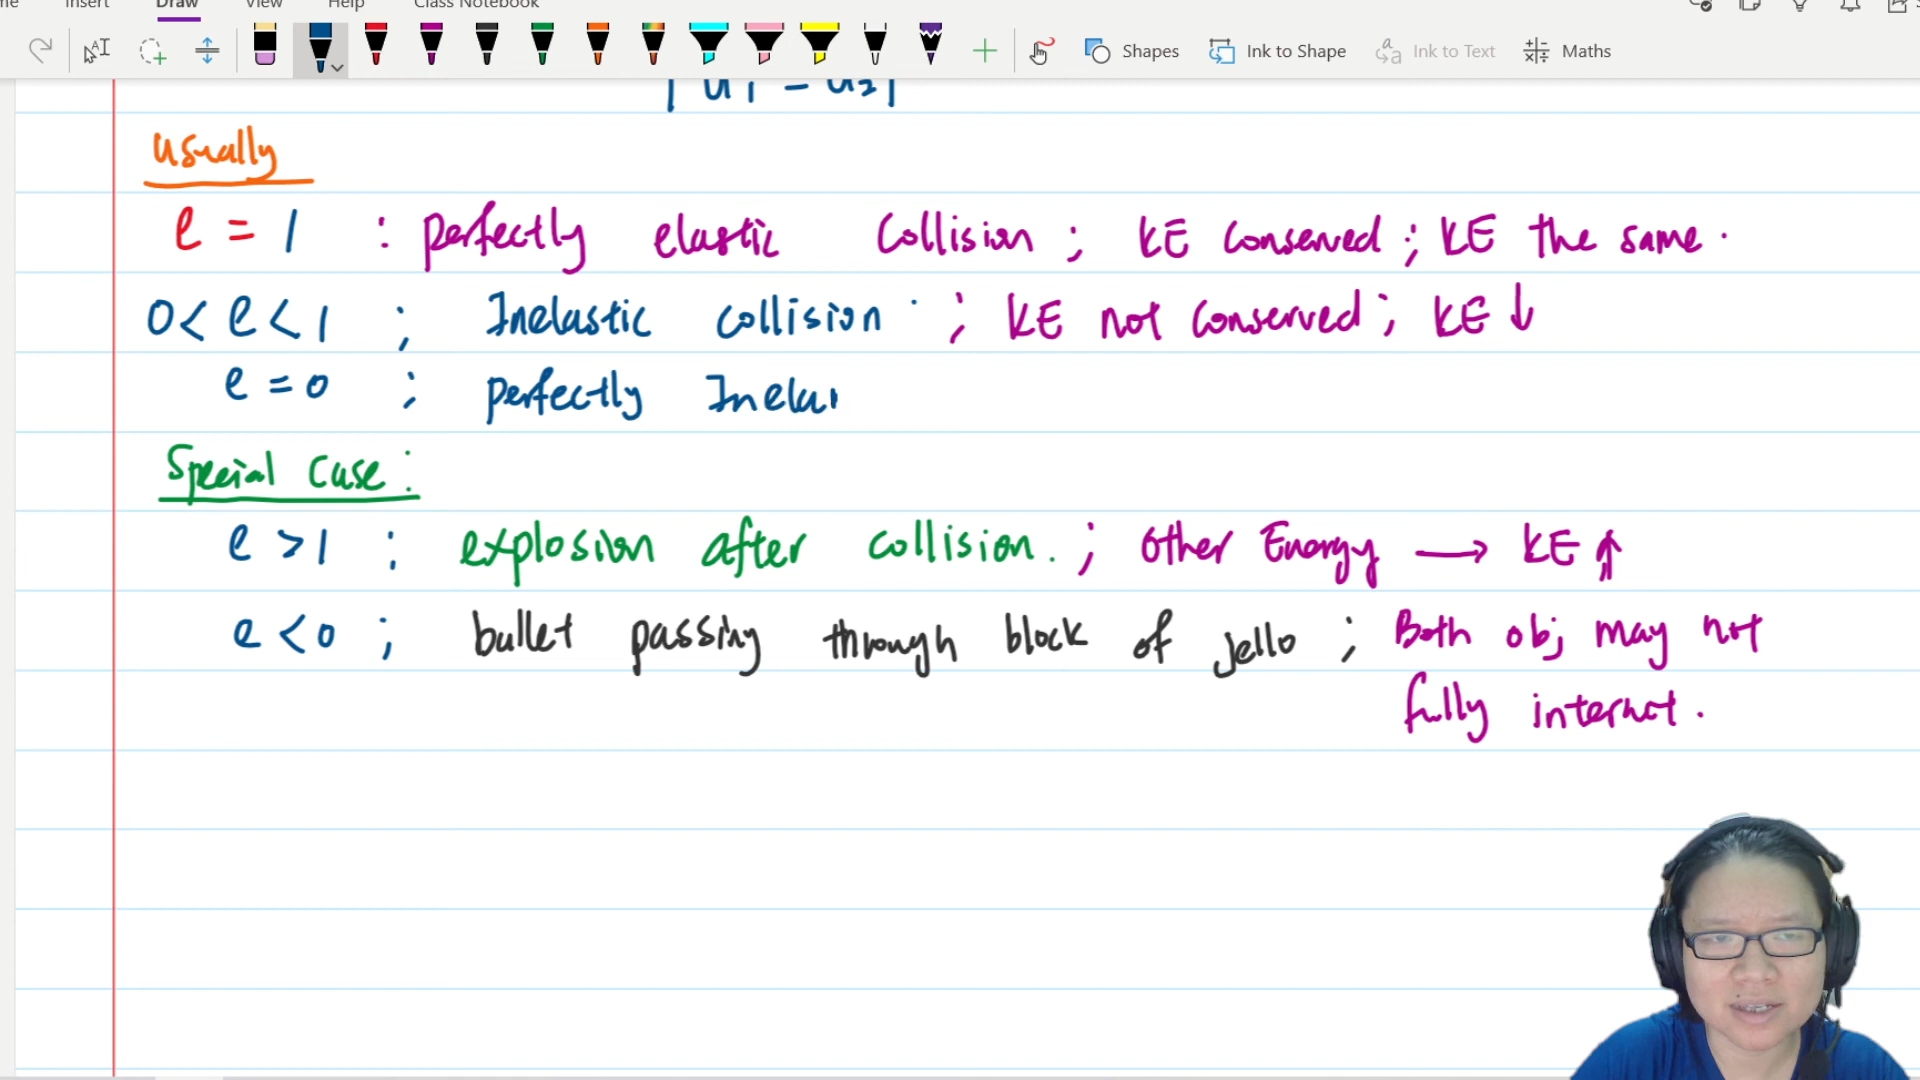 Insert Draw View Help Class Notebook
Shapes Ink to Shape Ink to Text Maths
| u₁ - u₂ |
Usually
e = 1 : perfectly elastic collision ; KE conserved ; KE the same .
0 < e < 1 ; Inelastic collision ; KE not conserved ; KE ↓
e = 0 ; perfectly Inela
Special Case :
e > 1 : explosion after collision . ; Other Energy → KE ↑
e < 0 ; bullet passing through block of jello ; Both obj may not
fully interact .